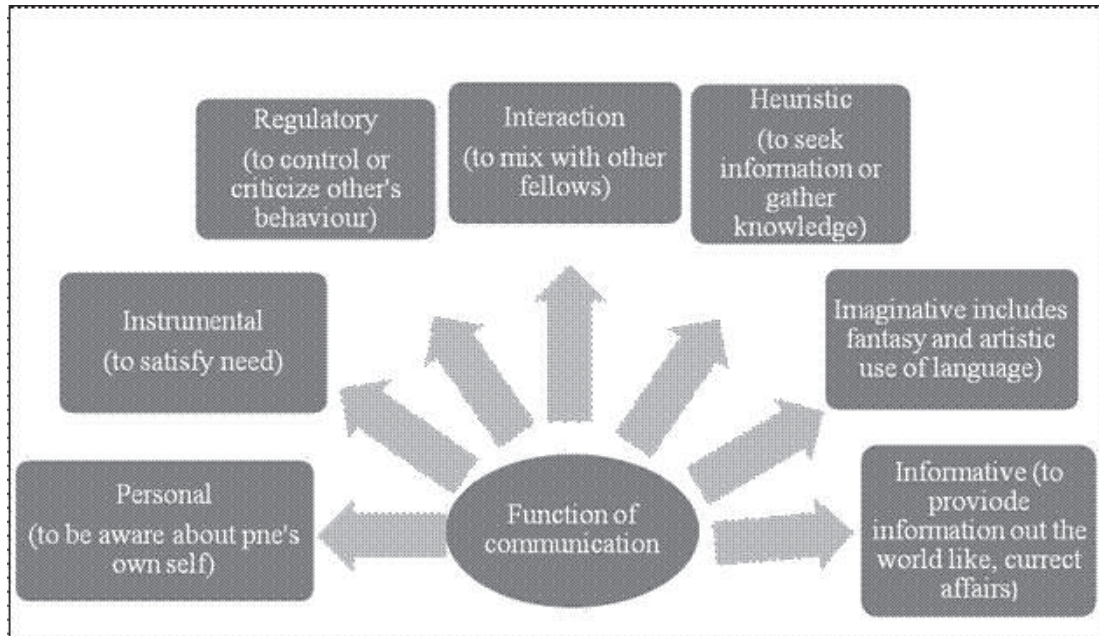 Regulatory
(to control or
criticize other's
behaviour)
Interaction
(to mix with other
fellows)
Heuristic
(to seek
information or
gather
knowledge)
Instrumental
(to satisfy need)
Imaginative includes
fantasy and artistic
use of language)
Personal
(to be aware about pne's
own self)
Function of
communication
Informative (to
proviode
information out the
world like, currect
affairs)